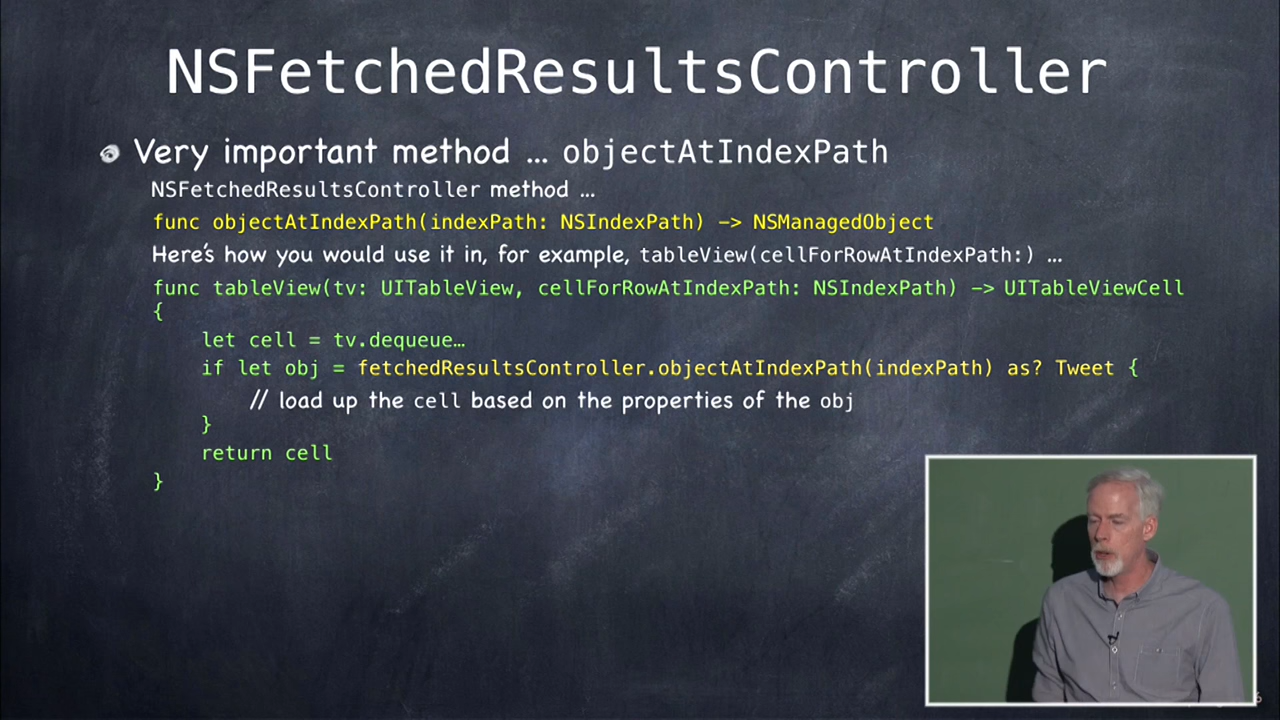 NSFetchedResultsController
Very important method ... objectAtIndexPath
NSFetchedResultsController method ...
func objectAtIndexPath(indexPath: NSIndexPath) -> NSManagedObject
Here's how you would use it in, for example, tableView(cellForRowAtIndexPath:) ...
func tableView(tv: UITableView, cellForRowAtIndexPath: NSIndexPath) -> UITableViewCell
{
let cell = tv.dequeue…
if let obj = fetchedResultsController.objectAtIndexPath(indexPath) as? Tweet {
// load up the cell based on the properties of the obj
}
return cell
}